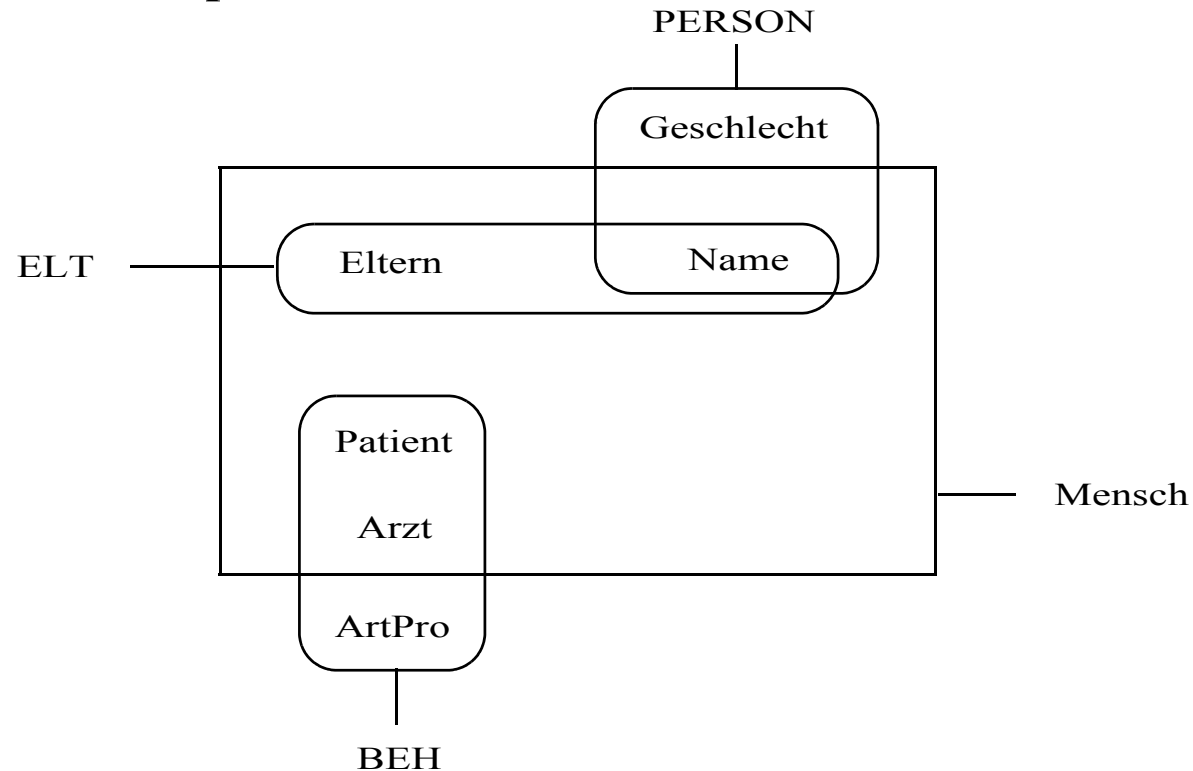 PERSON
Geschlecht
ELT
Eltern
Name
Patient
Mensch
Arzt
ArtPro
BEH